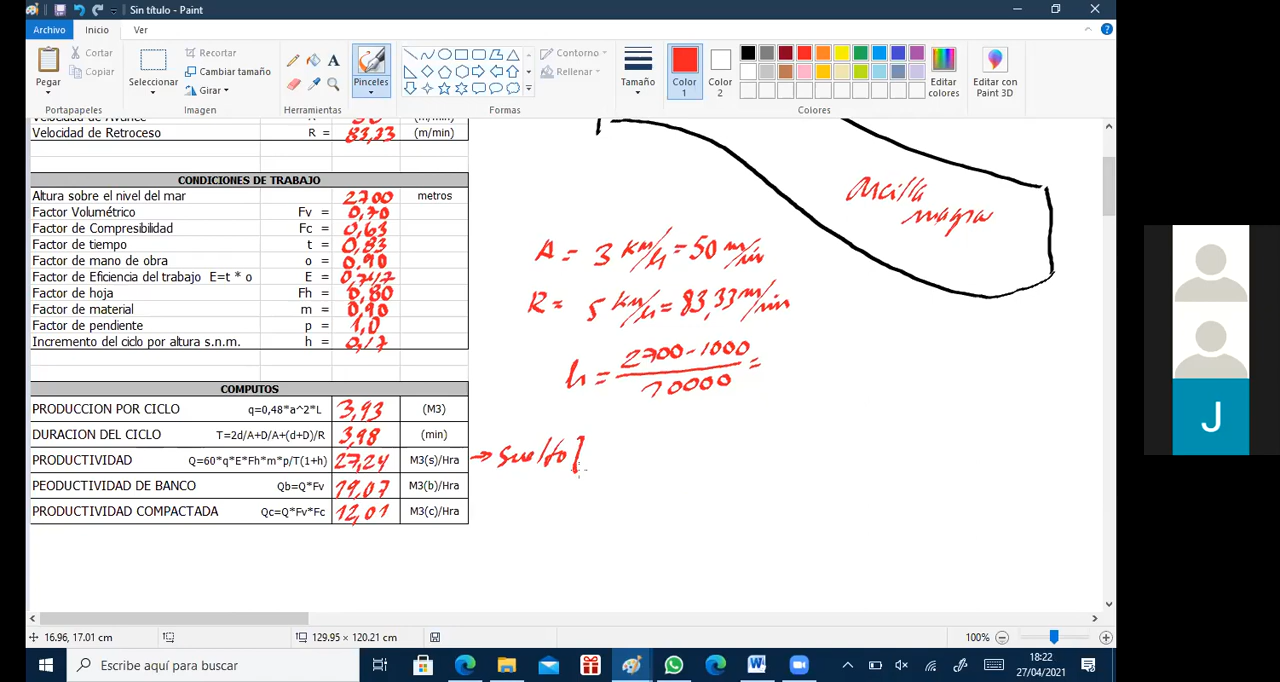 Sin título - Paint
Archivo Inicio Ver
Pegar
Cortar
Copiar
Seleccionar
Recortar
Cambiar tamaño
Girar
Pinceles
Contorno
Rellenar
Tamaño
Color 1
Color 2
Editar colores
Editar con Paint 3D
Portapapeles Imagen Herramientas Formas Colores
Velocidad de Avance A = 50 (m/min)
Velocidad de Retroceso R = 83,33 (m/min)
CONDICIONES DE TRABAJO
Altura sobre el nivel del mar 2700 metros
Factor Volumétrico Fv = 0,70
Factor de Compresibilidad Fc = 0,63
Factor de tiempo t = 0,83
Factor de mano de obra o = 0,90
Factor de Eficiencia del trabajo E=t * o E = 0,747
Factor de hoja Fh = 0,80
Factor de material m = 0,90
Factor de pendiente p = 1,0
Incremento del ciclo por altura s.n.m. h = 0,17
COMPUTOS
PRODUCCION POR CICLO q=0,48*a^2*L 3,93 (M3)
DURACION DEL CICLO T=2d/A+D/A+(d+D)/R 3,98 (min)
PRODUCTIVIDAD Q=60*q*E*Fh*m*p/T(1+h) 27,24 M3(s)/Hra → suelto
PEODUCTIVIDAD DE BANCO Qb=Q*Fv 19,07 M3(b)/Hra
PRODUCTIVIDAD COMPACTADA Qc=Q*Fv*Fc 12,01 M3(c)/Hra
Arcilla
magra
A = 3 KM/H = 50 m/min
R = 5 KM/H = 83,33 m/min
h = 2700-1000 / 10000 =
J
16.96, 17.01 cm 129.95 × 120.21 cm 100%
Escribe aquí para buscar
18:22
27/04/2021